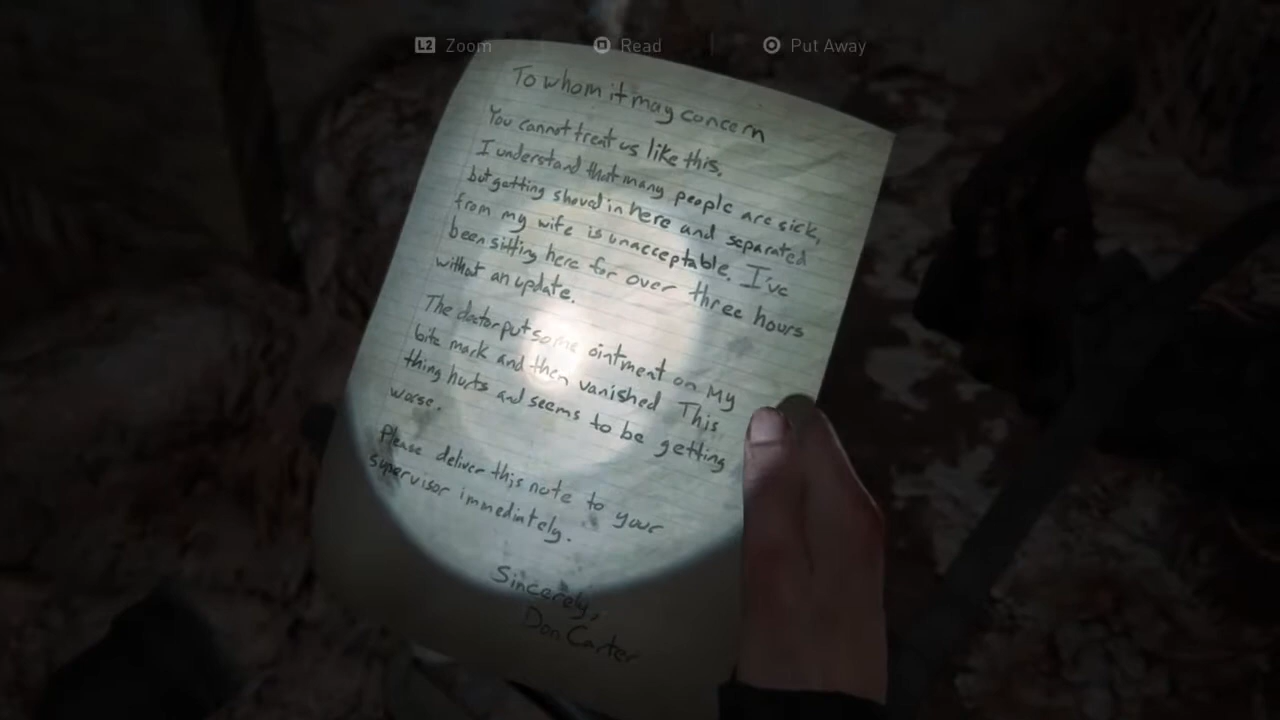 L2 Zoom Read Put Away
To whom it may concern
You cannot treat us like this.
I understand that many people are sick,
but getting shoved in here and separated
from my wife is unacceptable. I've
been sitting here for over three hours
without an update.
The doctor put some ointment on my
bite mark and then vanished This
thing hurts and seems to be getting
worse.
Please deliver this note to your
supervisor immedintely.
Sincerely,
Don Carter